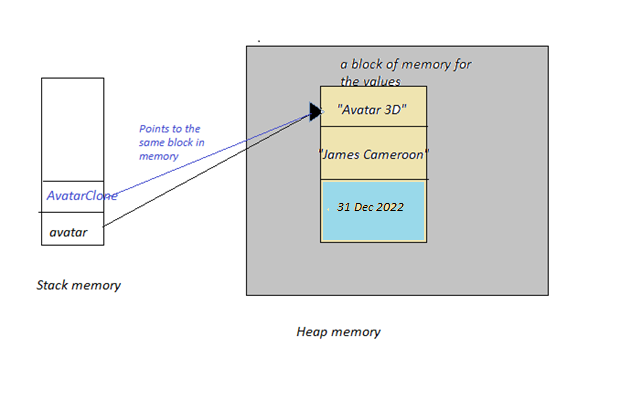 a block of memory for
the values
"Avatar 3D"
Points to the
same block in
memory
"James Cameroon"
AvatarClone
31 Dec 2022
avatar
Stack memory
Heap memory